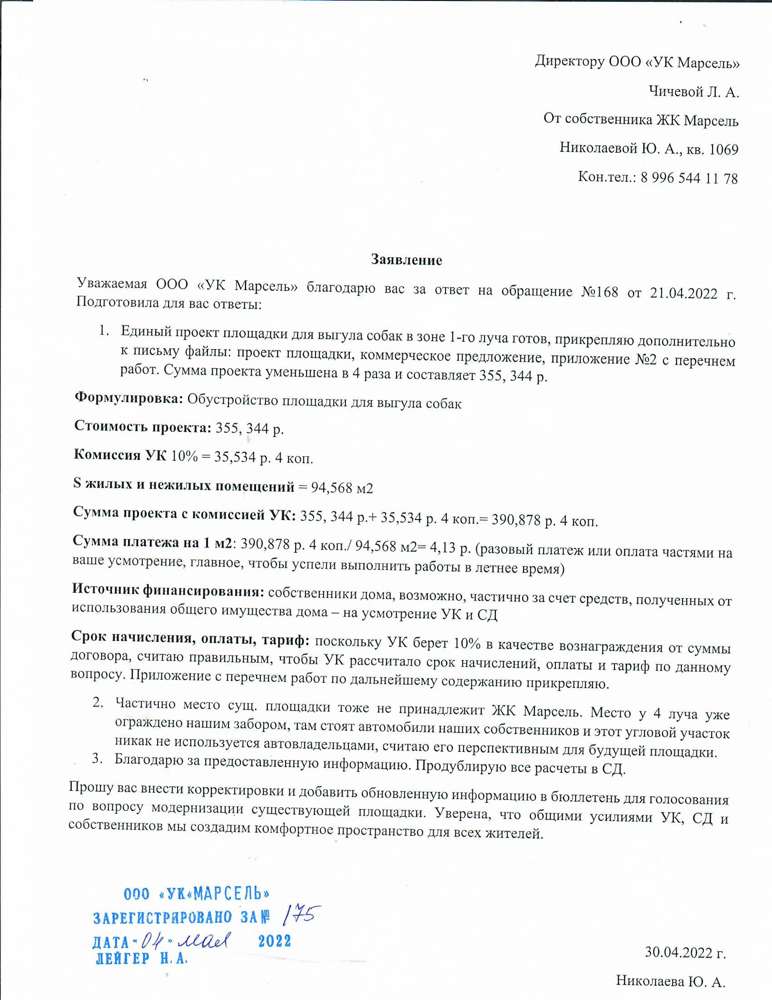 Директору ООО «УК Марсель»
Чичевой Л. А.
От собственника ЖК Марсель
Николаевой Ю. А., кв. 1069
Кон.тел.: 8 996 544 11 78
Заявление
Уважаемая ООО «УК Марсель» благодарю вас за ответ на обращение №168 от 21.04.2022 г.
Подготовила для вас ответы:
1. Единый проект площадки для выгула собак в зоне 1-го луча готов, прикрепляю дополнительно
к письму файлы: проект площадки, коммерческое предложение, приложение №2 с перечнем
работ. Сумма проекта уменьшена в 4 раза и составляет 355, 344 р.
Формулировка: Обустройство площадки для выгула собак
Стоимость проекта: 355, 344 р.
Комиссия УК 10% = 35,534 р. 4 коп.
S жилых и нежилых помещений = 94,568 м2
Сумма проекта с комиссией УК: 355, 344 р.+ 35,534 р. 4 коп.= 390,878 р. 4 коп.
Сумма платежа на 1 м2: 390,878 р. 4 коп./ 94,568 м2= 4,13 р. (разовый платеж или оплата частями на
ваше усмотрение, главное, чтобы успели выполнить работы в летнее время)
Источник финансирования: собственники дома, возможно, частично за счет средств, полученных от
использования общего имущества дома – на усмотрение УК и СД
Срок начисления, оплаты, тариф: поскольку УК берет 10% в качестве вознаграждения от суммы
договора, считаю правильным, чтобы УК рассчитало срок начислений, оплаты и тариф по данному
вопросу. Приложение с перечнем работ по дальнейшему содержанию прикрепляю.
2. Частично место сущ. площадки тоже не принадлежит ЖК Марсель. Место у 4 луча уже
ограждено нашим забором, там стоят автомобили наших собственников и этот угловой участок
никак не используется автовладельцами, считаю его перспективным для будущей площадки.
3. Благодарю за предоставленную информацию. Продублирую все расчеты в СД.
Прошу вас внести корректировки и добавить обновленную информацию в бюллетень для голосования
по вопросу модернизации существующей площадки. Уверена, что общими усилиями УК, СД и
собственников мы создадим комфортное пространство для всех жителей.
ООО «УК«МАРСЕЛЬ»
ЗАРЕГИСТРИРОВАНО ЗА № 175
ДАТА «04» мая 2022
ЛЕЙГЕР Н. А.
30.04.2022 г.
Николаева Ю. А.